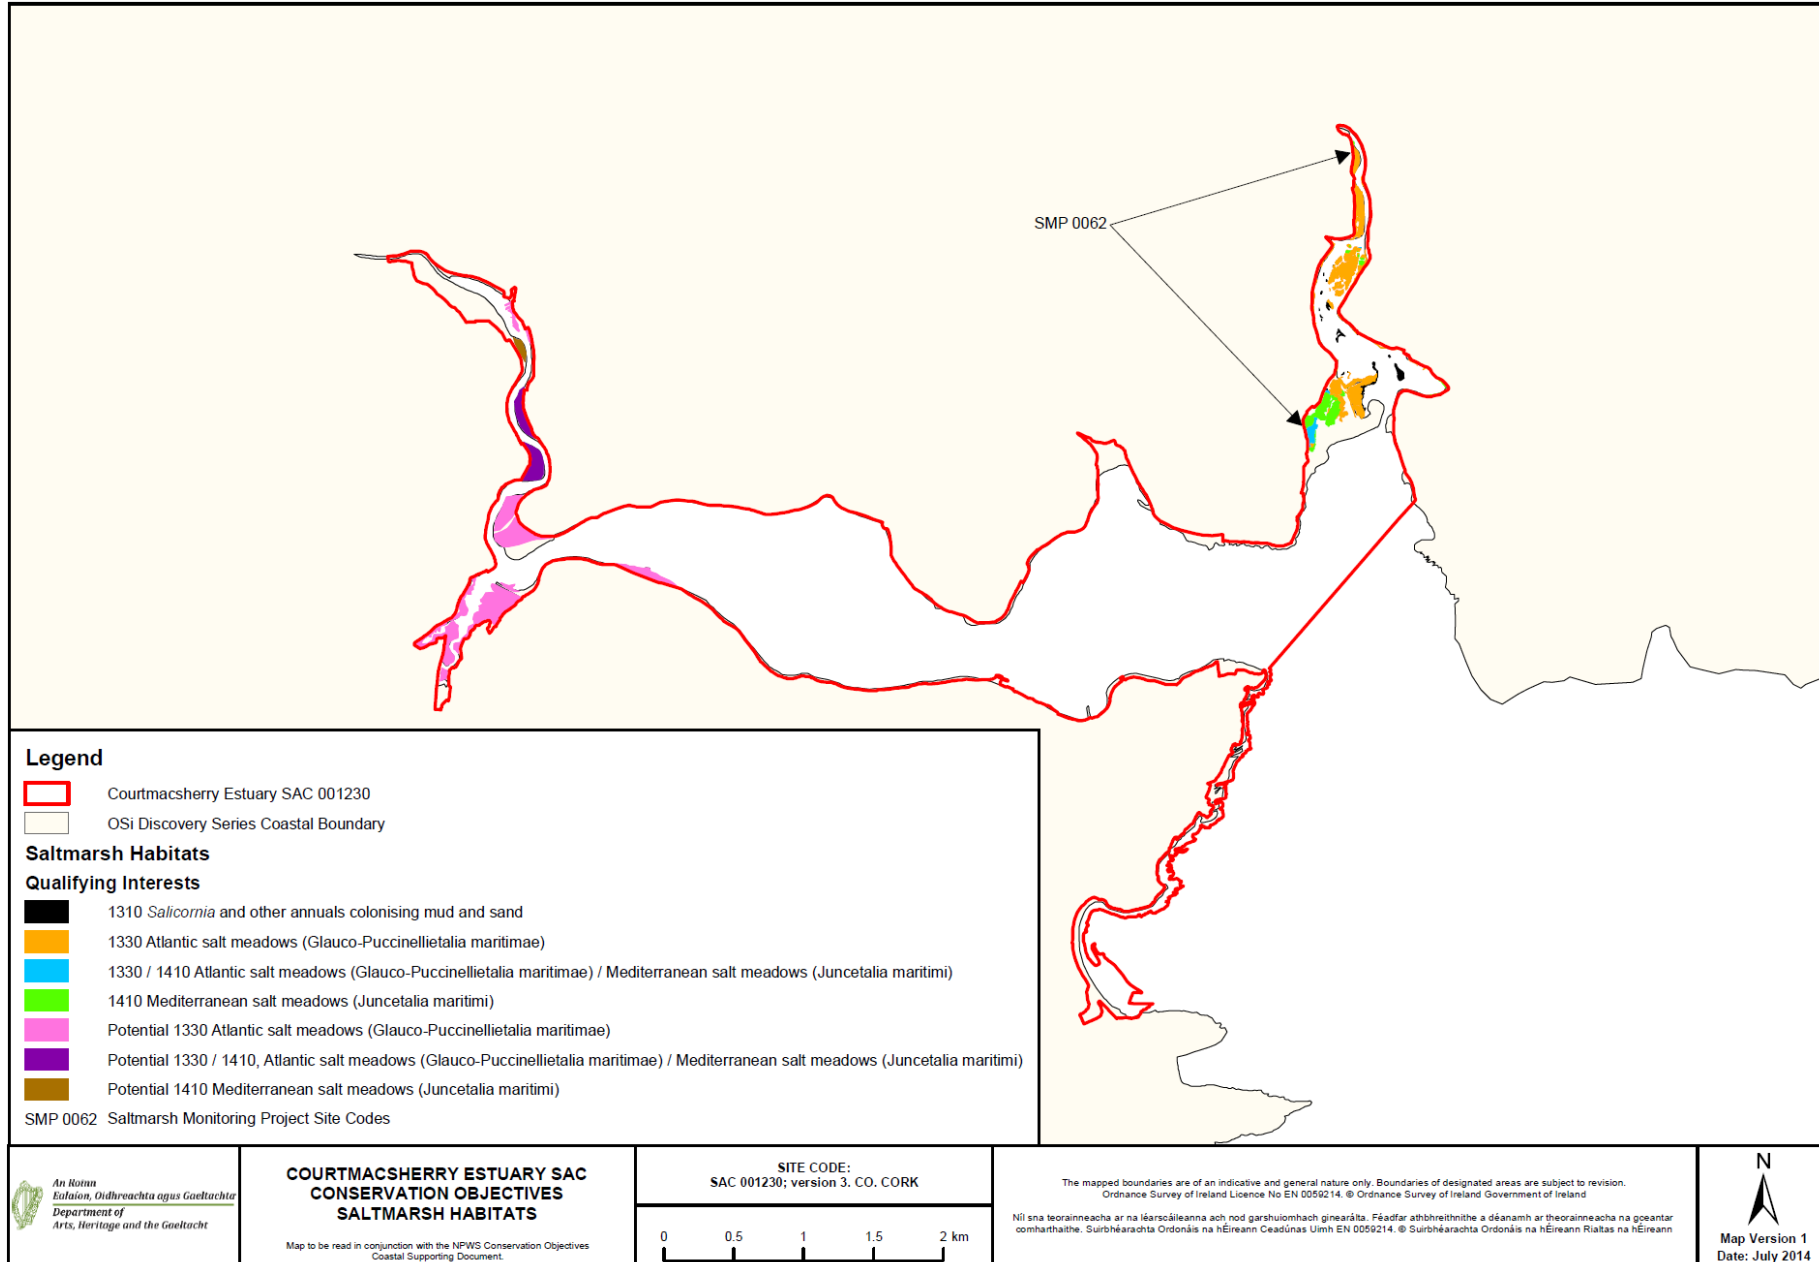 SMP 0062
Legend
Courtmacsherry Estuary SAC 001230
OSi Discovery Series Coastal Boundary
Saltmarsh Habitats
Qualifying Interests
1310 Salicornia and other annuals colonising mud and sand
1330 Atlantic salt meadows (Glauco-Puccinellietalia maritimae)
1330 / 1410 Atlantic salt meadows (Glauco-Puccinellietalia maritimae) / Mediterranean salt meadows (Juncetalia maritimi)
1410 Mediterranean salt meadows (Juncetalia maritimi)
Potential 1330 Atlantic salt meadows (Glauco-Puccinellietalia maritimae)
Potential 1330 / 1410, Atlantic salt meadows (Glauco-Puccinellietalia maritimae) / Mediterranean salt meadows (Juncetalia maritimi)
Potential 1410 Mediterranean salt meadows (Juncetalia maritimi)
SMP 0062 Saltmarsh Monitoring Project Site Codes
An Roinn
Ealaíon, Oidhreachta agus Gaeltachta
Department of
Arts, Heritage and the Gaeltacht
COURTMACSHERRY ESTUARY SAC
CONSERVATION OBJECTIVES
SALTMARSH HABITATS
Map to be read in conjunction with the NPWS Conservation Objectives
Coastal Supporting Document.
SITE CODE:
SAC 001230; version 3. CO. CORK
0 0.5 1 1.5 2 km
The mapped boundaries are of an indicative and general nature only. Boundaries of designated areas are subject to revision.
Ordnance Survey of Ireland Licence No EN 0059214. © Ordnance Survey of Ireland Government of Ireland
Níl sna teorainneacha ar na léarscáileanna ach nod garshuiomhach ginearálta. Féadfar athbhreithnithe a déanamh ar theorainneacha na gceantar
comharthaithe. Suirbhéarachta Ordonáis na hÉireann Ceadúnas Uimh EN 0059214. © Suirbhéarachta Ordonáis na hÉireann Rialtas na hÉireann
N
Map Version 1
Date: July 2014